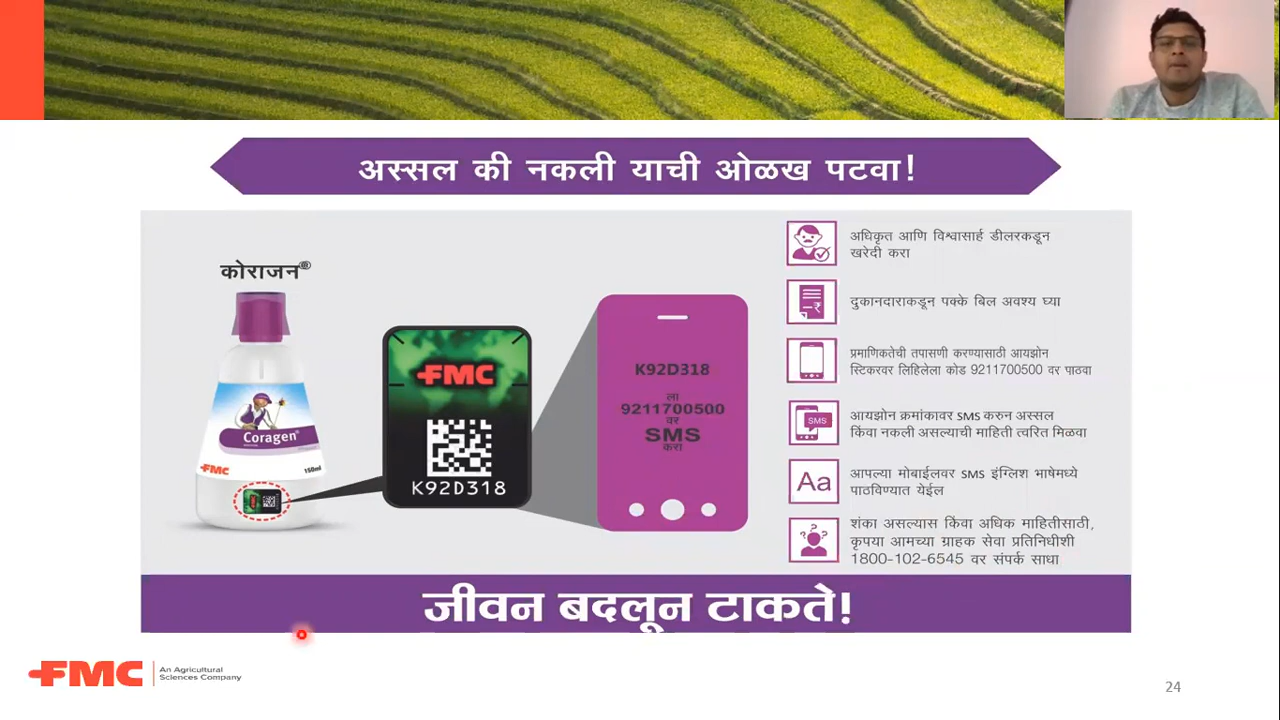 अस्सल की नकली याची ओळख पटवा!
कोराजन®
Coragen®
FMC
150ml
FMC
K92D318
K92D318
ला
9211700500
वर
SMS
करा
अधिकृत आणि विश्वासार्ह डीलरकडून
खरेदी करा
दुकानदाराकडून पक्के बिल अवश्य घ्या
प्रमाणिकतेची तपासणी करण्यासाठी आयझोन
स्टिकरवर लिहिलेला कोड 9211700500 वर पाठवा
SMS
आयझोन क्रमांकावर SMS करुन अस्सल
किंवा नकली असल्याची माहिती त्वरित मिळवा
Aa
आपल्या मोबाईलवर SMS इंग्लिश भाषेमध्ये
पाठविण्यात येईल
शंका असल्यास किंवा अधिक माहितीसाठी,
कृपया आमच्या ग्राहक सेवा प्रतिनिधीशी
1800-102-6545 वर संपर्क साधा
जीवन बदलून टाकते!
FMC
An Agricultural
Sciences Company
24